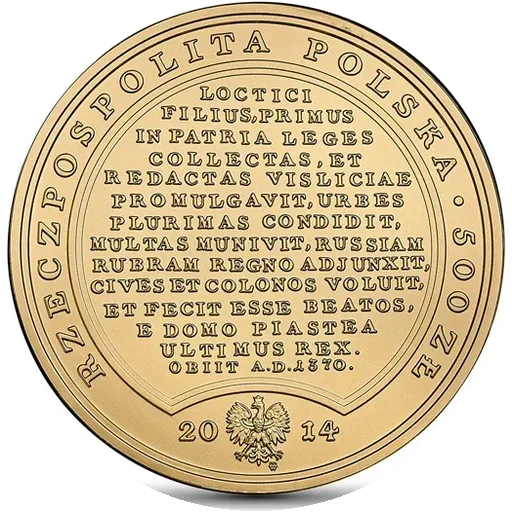 RZECZPOSPOLITA POLSKA · 500 ZŁ
LOCTICI
FILIUS, PRIMUS
IN PATRIA LEGES
COLLECTAS, ET
REDACTAS VISLICIAE
PROMULGAVIT, URBES
PLURIMAS CONDIDIT,
MULTAS MUNIVIT, RUSSIAM
RUBRAM REGNO ADJUNXIT,
CIVES ET COLONOS VOLUIT,
ET FECIT ESSE BEATOS,
E DOMO PIASTEA
ULTIMUS REX.
OBIIT A.D.1370.
2014